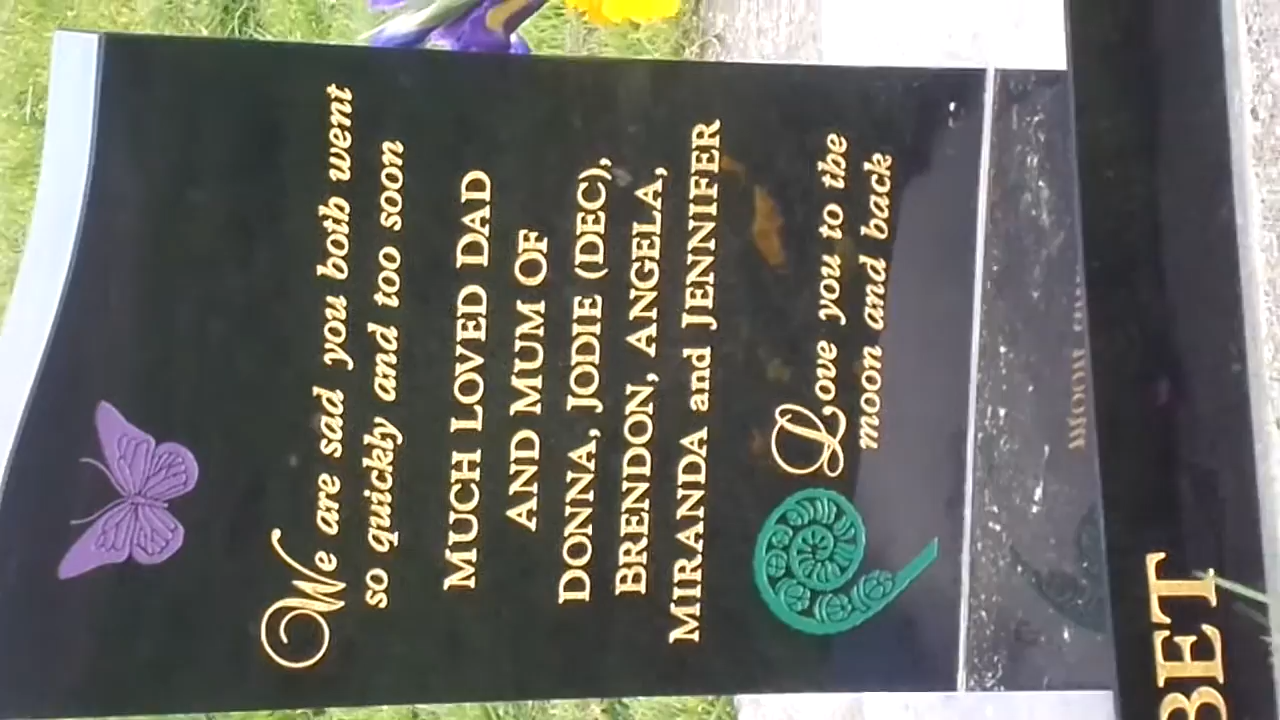 We are sad you both went
so quickly and too soon
MUCH LOVED DAD
AND MUM OF
DONNA, JODIE (DEC),
BRENDON, ANGELA,
MIRANDA and JENNIFER
Love you to the
moon and back
BET